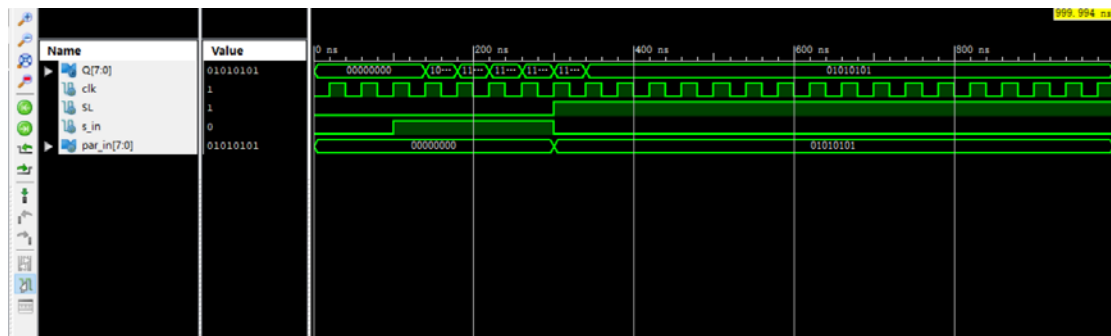 999.994 ns
Name Value 0 ns 200 ns 400 ns 600 ns 800 ns
Q[7:0] 01010101 00000000 10... 11... 11... 11... 11... 01010101
clk 1
SL 1
s_in 0
par_in[7:0] 01010101 00000000 01010101